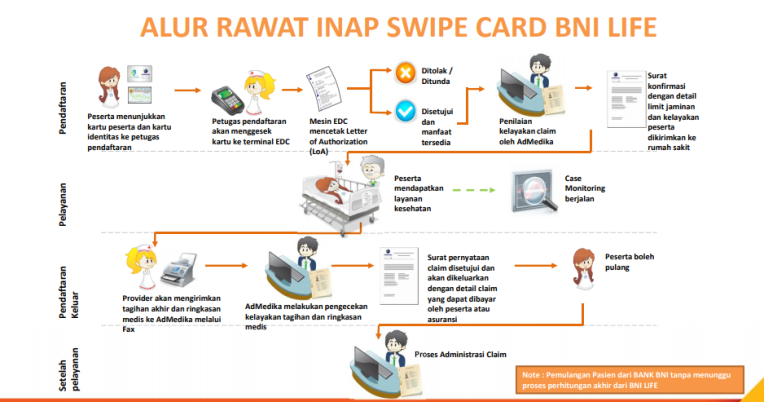 ALUR RAWAT INAP SWIPE CARD BNI LIFE
Pendaftaran
Peserta menunjukkan
kartu peserta dan kartu
identitas ke petugas
pendaftaran
Petugas pendaftaran
akan menggesek
kartu ke terminal EDC
Mesin EDC
mencetak Letter
of Authorization
(LoA)
Ditolak /
Ditunda
Disetujui
dan
manfaat
tersedia
Penilaian
kelayakan claim
oleh AdMedika
Surat
konfirmasi
dengan detail
limit jaminan
dan kelayakan
peserta
dikirimkan ke
rumah sakit
Pelayanan
Peserta
mendapatkan
layanan
kesehatan
Case
Monitoring
berjalan
Pendaftaran
Keluar
Provider akan mengirimkan
tagihan akhir dan ringkasan
medis ke AdMedika melalui
Fax
AdMedika melakukan pengecekan
kelayakan tagihan dan ringkasan
medis
Surat pernyataan
claim disetujui dan
akan dikeluarkan
dengan detail claim
yang dapat dibayar
oleh peserta atau
asuransi
Peserta boleh
pulang
Setelah
pelayanan
Proses Administrasi Claim
Note : Pemulangan Pasien dari BANK BNI tanpa menunggu
proses perhitungan akhir dari BNI LIFE